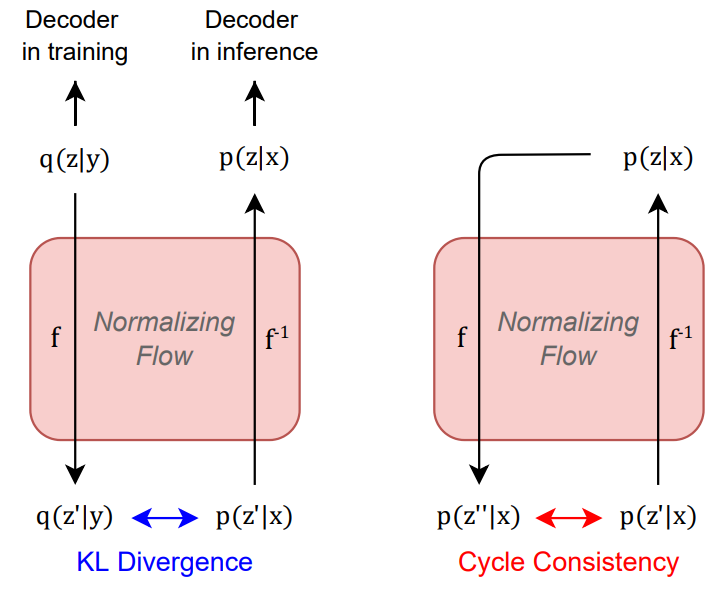 Decoder
in training
Decoder
in inference
q(z|y)
p(z|x)
f
Normalizing
Flow
f⁻¹
q(z'|y)
p(z'|x)
KL Divergence
p(z|x)
f
Normalizing
Flow
f⁻¹
p(z''|x)
p(z'|x)
Cycle Consistency